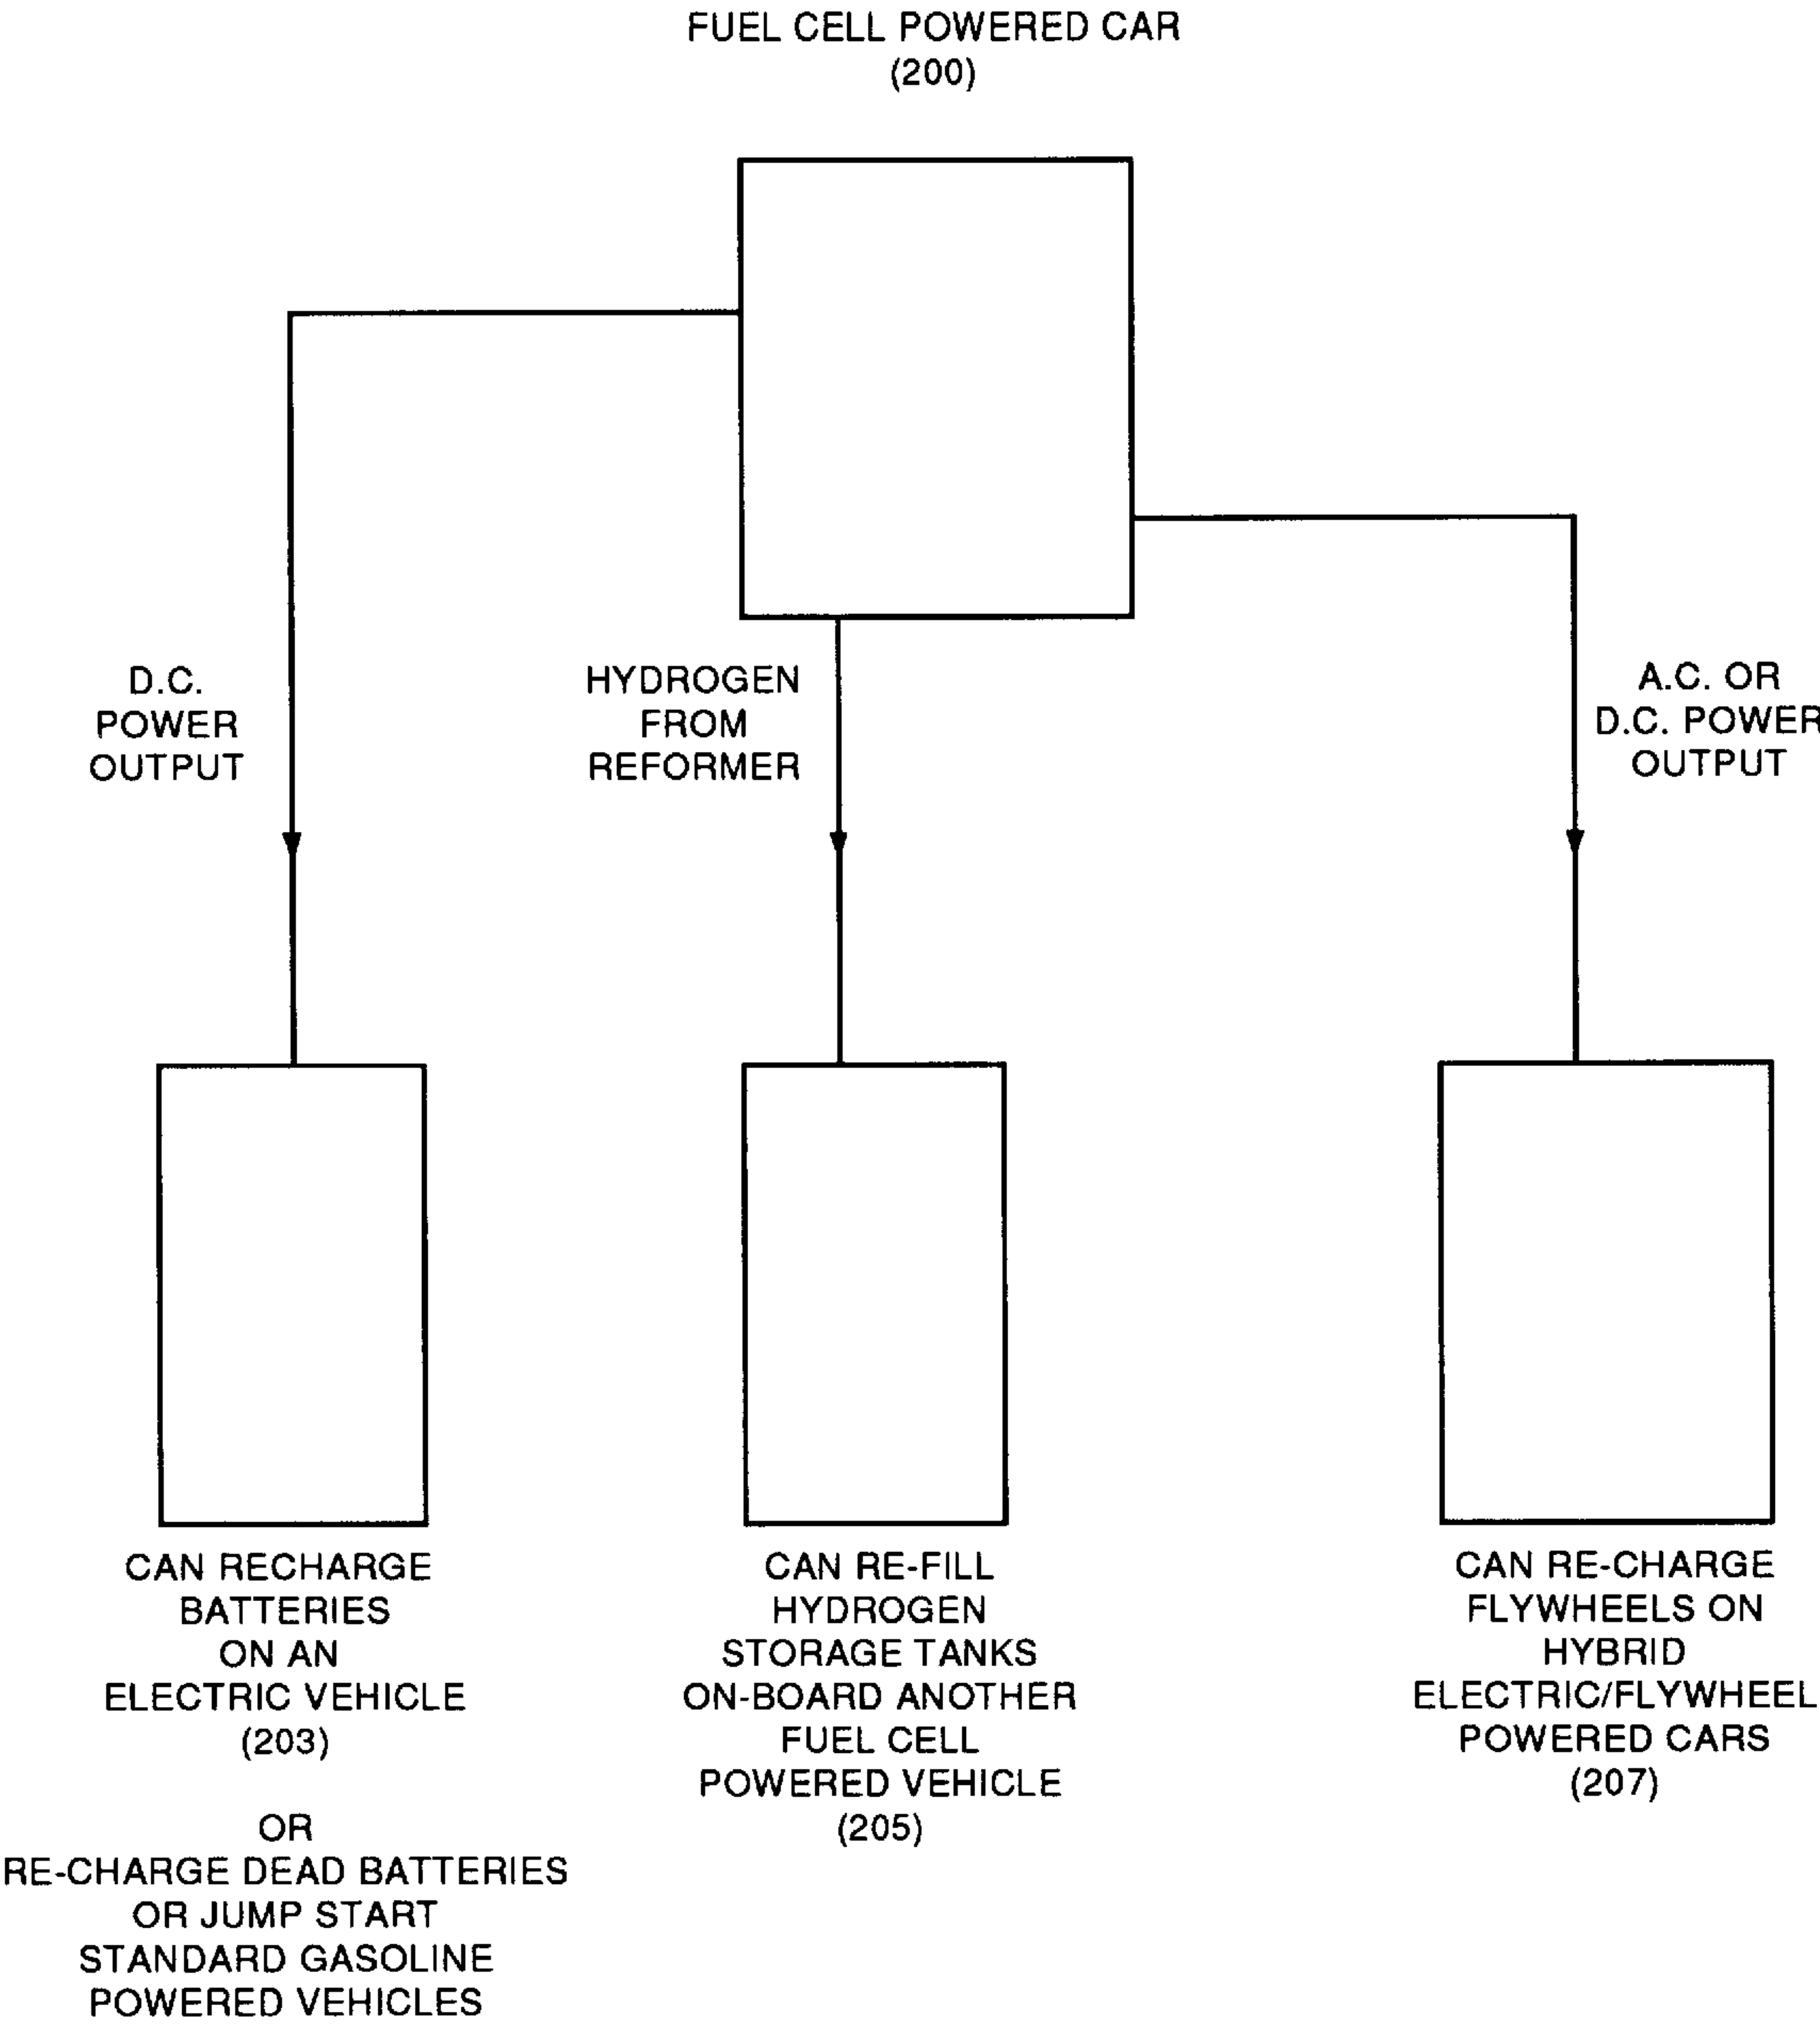 FUEL CELL POWERED CAR
(200)
D.C.
POWER
OUTPUT
HYDROGEN
FROM
REFORMER
A.C. OR
D.C. POWER
OUTPUT
CAN RECHARGE
BATTERIES
ON AN
ELECTRIC VEHICLE
(203)
OR
RE-CHARGE DEAD BATTERIES
OR JUMP START
STANDARD GASOLINE
POWERED VEHICLES
CAN RE-FILL
HYDROGEN
STORAGE TANKS
ON-BOARD ANOTHER
FUEL CELL
POWERED VEHICLE
(205)
CAN RE-CHARGE
FLYWHEELS ON
HYBRID
ELECTRIC/FLYWHEEL
POWERED CARS
(207)